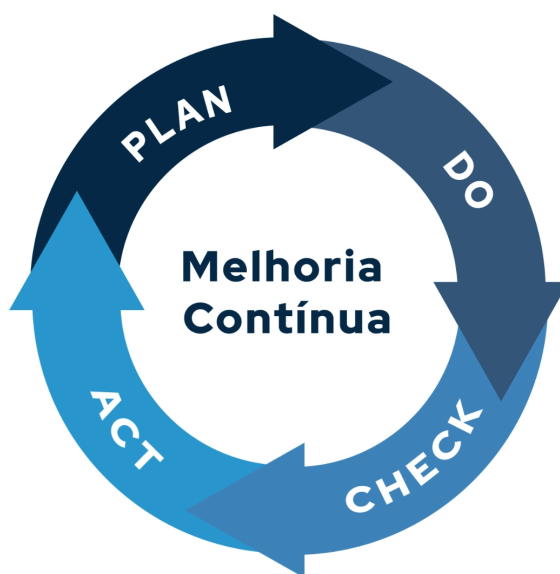 PLAN
DO
Melhoria
Contínua
ACT
CHECK